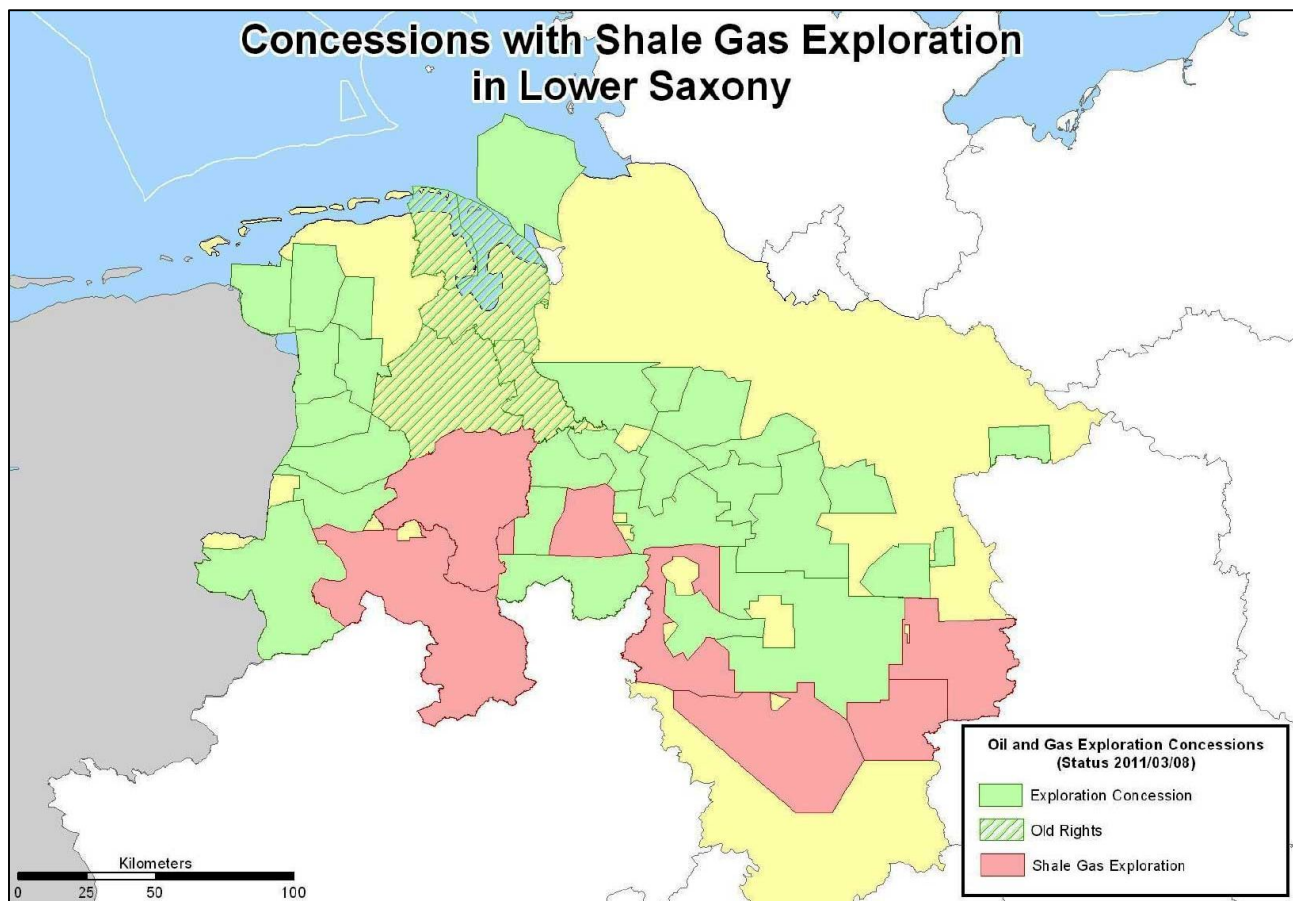 Concessions with Shale Gas Exploration
in Lower Saxony
Oil and Gas Exploration Concessions
(Status 2011/03/08)
Exploration Concession
Old Rights
Shale Gas Exploration
Kilometers
0 25 50 100